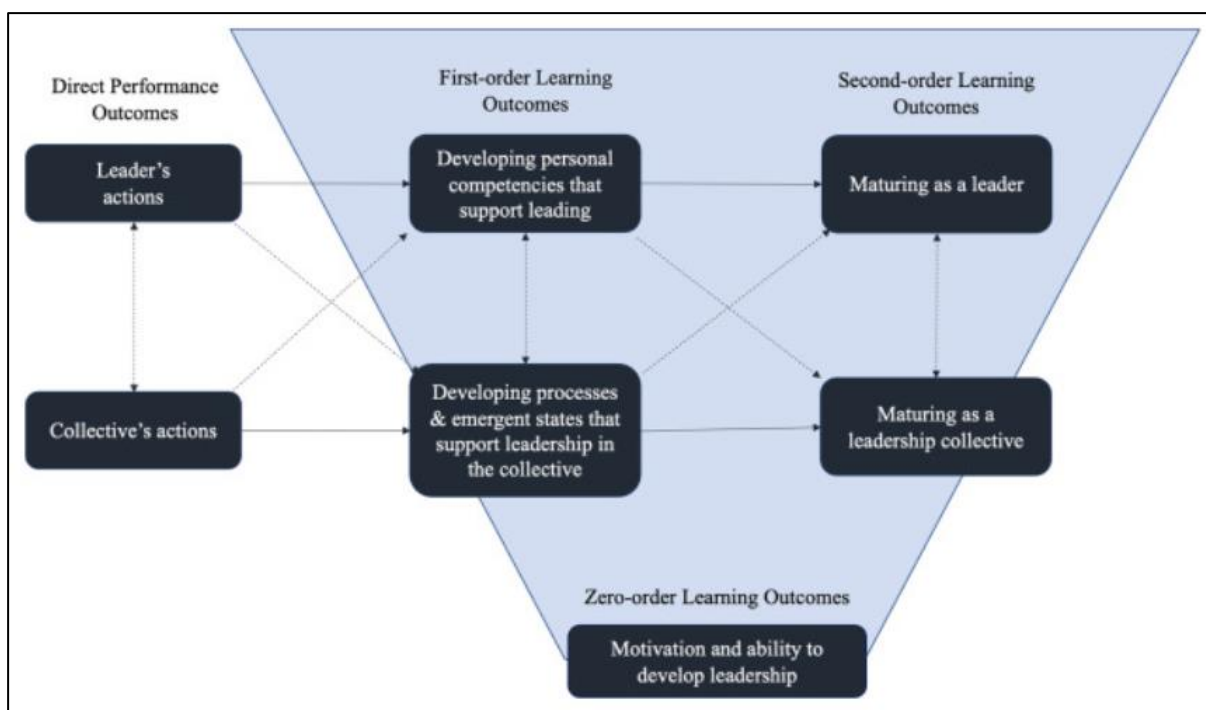 Direct Performance
Outcomes
First-order Learning
Outcomes
Second-order Learning
Outcomes
Leader’s
actions
Developing personal
competencies that
support leading
Maturing as a leader
Collective’s actions
Developing processes
& emergent states that
support leadership in
the collective
Maturing as a
leadership collective
Zero-order Learning Outcomes
Motivation and ability to
develop leadership